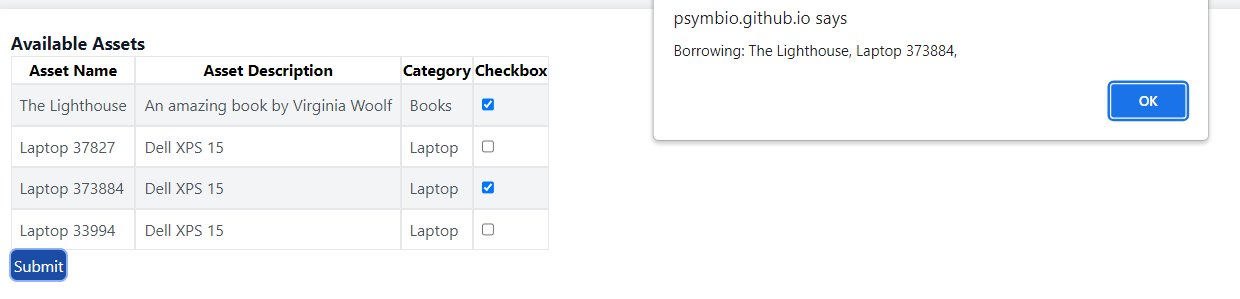 psymbio.github.io says
Borrowing: The Lighthouse, Laptop 373884,
OK
Available Assets
Asset Name Asset Description Category Checkbox
The Lighthouse An amazing book by Virginia Woolf Books
Laptop 37827 Dell XPS 15 Laptop
Laptop 373884 Dell XPS 15 Laptop
Laptop 33994 Dell XPS 15 Laptop
Submit